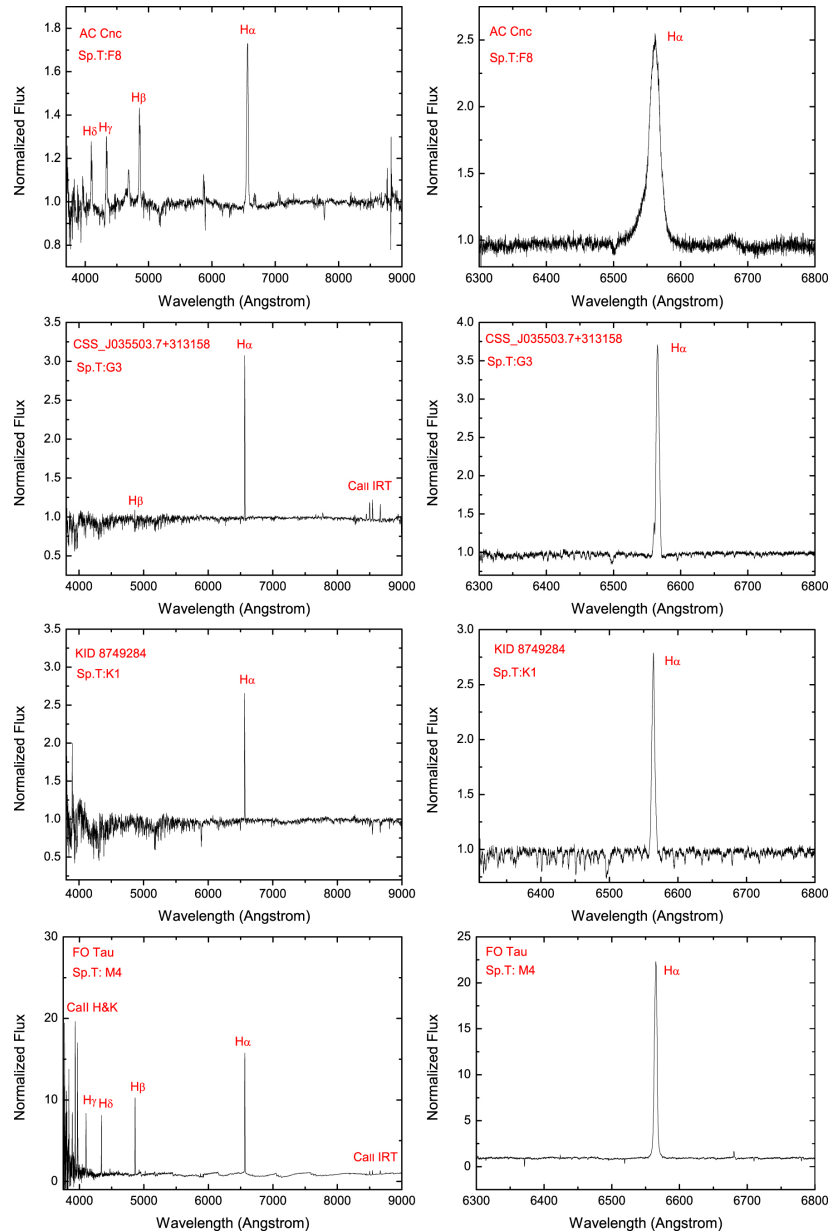 AC Cnc
Sp.T:F8
Hδ
Hγ
Hβ
Hα
1.8
1.6
1.4
1.2
1.0
0.8
Normalized Flux
4000 5000 6000 7000 8000 9000
Wavelength (Angstrom)
AC Cnc
Sp.T:F8
Hα
2.5
2.0
1.5
1.0
Normalized Flux
6300 6400 6500 6600 6700 6800
Wavelength (Angstrom)
CSS_J035503.7+313158
Sp.T:G3
Hα
Hβ
CaII IRT
3.5
3.0
2.5
2.0
1.5
1.0
0.5
Normalized Flux
4000 5000 6000 7000 8000 9000
Wavelength (Angstrom)
CSS_J035503.7+313158
Sp.T:G3
Hα
4.0
3.5
3.0
2.5
2.0
1.5
1.0
Normalized Flux
6300 6400 6500 6600 6700 6800
Wavelength (Angstrom)
KID 8749284
Sp.T:K1
Hα
3.5
3.0
2.5
2.0
1.5
1.0
0.5
Normalized Flux
4000 5000 6000 7000 8000 9000
Wavelength (Angstrom)
KID 8749284
Sp.T:K1
Hα
3.0
2.5
2.0
1.5
1.0
Normalized Flux
6400 6500 6600 6700 6800
Wavelength (Angstrom)
FO Tau
Sp.T: M4
CaII H&K
Hγ
Hδ
Hβ
Hα
CaII IRT
30
20
10
0
Normalized Flux
4000 5000 6000 7000 8000 9000
Wavelength (Angstrom)
FO Tau
Sp.T: M4
Hα
25
20
15
10
5
0
Normalized Flux
6300 6400 6500 6600 6700 6800
Wavelength (Angstrom)